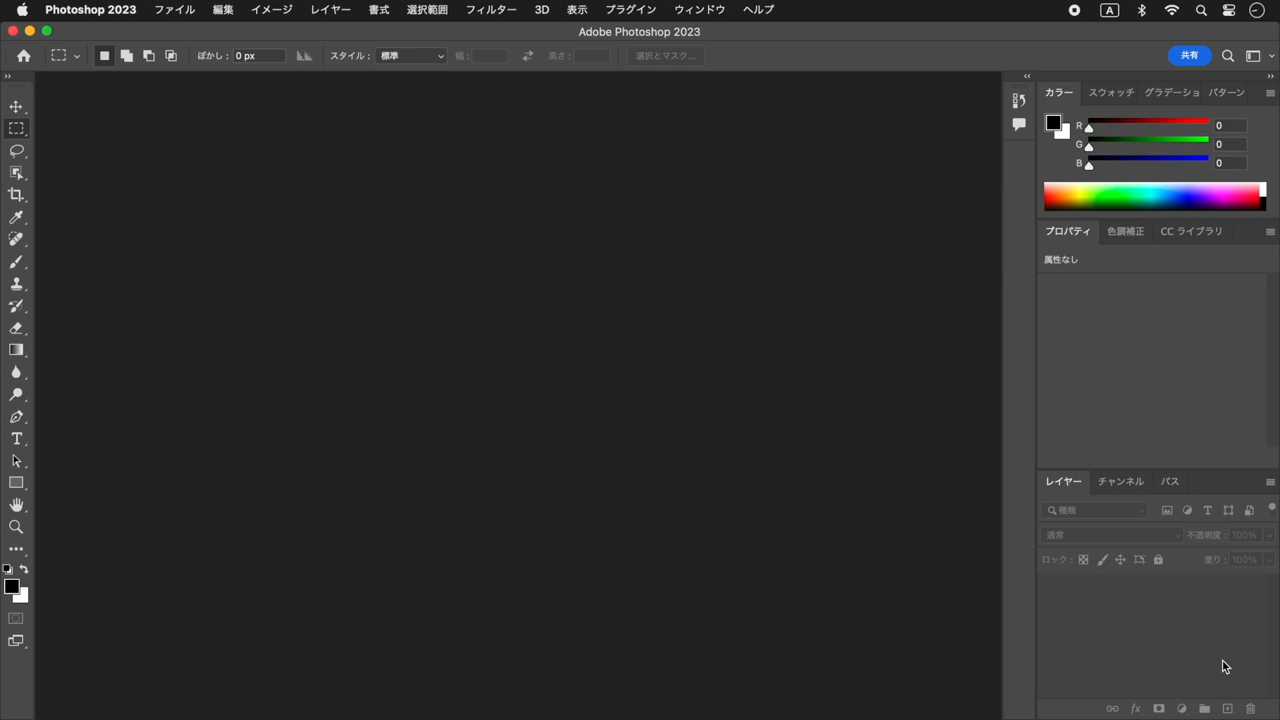 Photoshop 2023 ファイル 編集 イメージ レイヤー 書式 選択範囲 フィルター 3D 表示 プラグイン ウィンドウ ヘルプ A
Adobe Photoshop 2023
ぼかし : 0 px スタイル : 標準 幅 : 高さ : 選択とマスク... 共有
カラー スウォッチ グラデーショ パターン
R 0
G 0
B 0
プロパティ 色調補正 CC ライブラリ
属性なし
レイヤー チャンネル パス
種類
通常 不透明度 : 100%
ロック : 塗り : 100%
fx